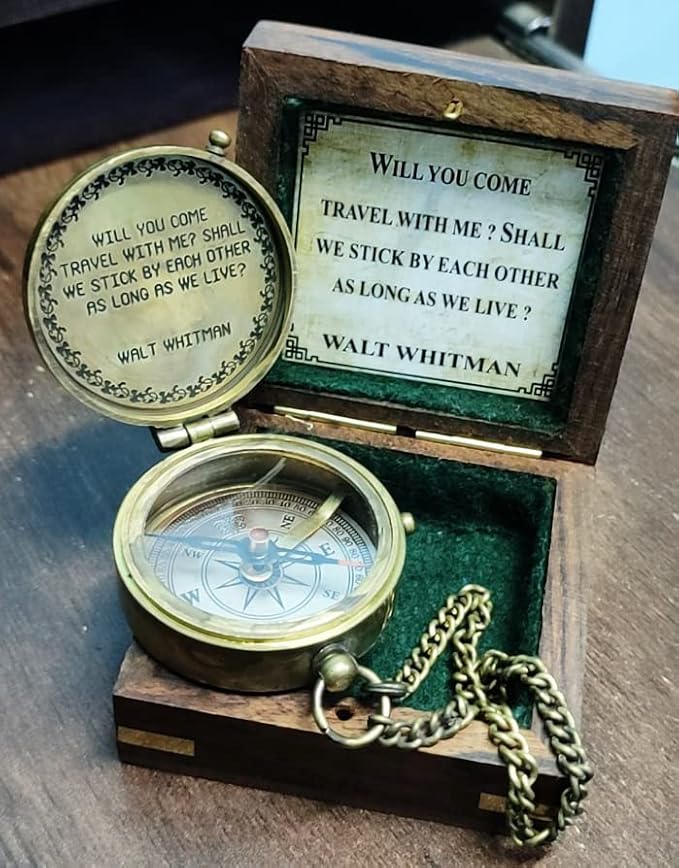 WILL YOU COME
TRAVEL WITH ME? SHALL
WE STICK BY EACH OTHER
AS LONG AS WE LIVE?
WALT WHITMAN
WILL YOU COME
TRAVEL WITH ME ? SHALL
WE STICK BY EACH OTHER
AS LONG AS WE LIVE ?
WALT WHITMAN
NE
E
NW
W
SE